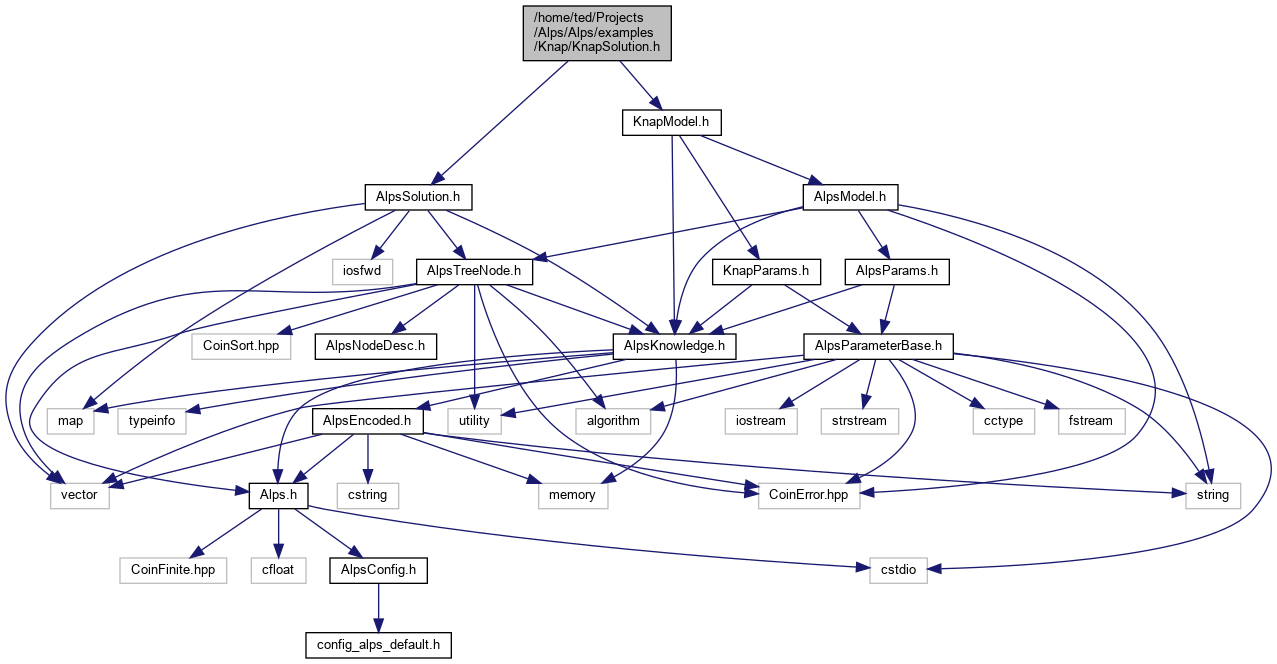 /home/ted/Projects
/Alps/Alps/examples
/Knap/KnapSolution.h
KnapModel.h
AlpsSolution.h
AlpsModel.h
iosfwd
AlpsTreeNode.h
KnapParams.h
AlpsParams.h
CoinSort.hpp
AlpsNodeDesc.h
AlpsKnowledge.h
AlpsParameterBase.h
map
typeinfo
AlpsEncoded.h
utility
algorithm
iostream
strstream
cctype
fstream
vector
Alps.h
cstring
memory
CoinError.hpp
string
CoinFinite.hpp
cfloat
AlpsConfig.h
cstdio
config_alps_default.h